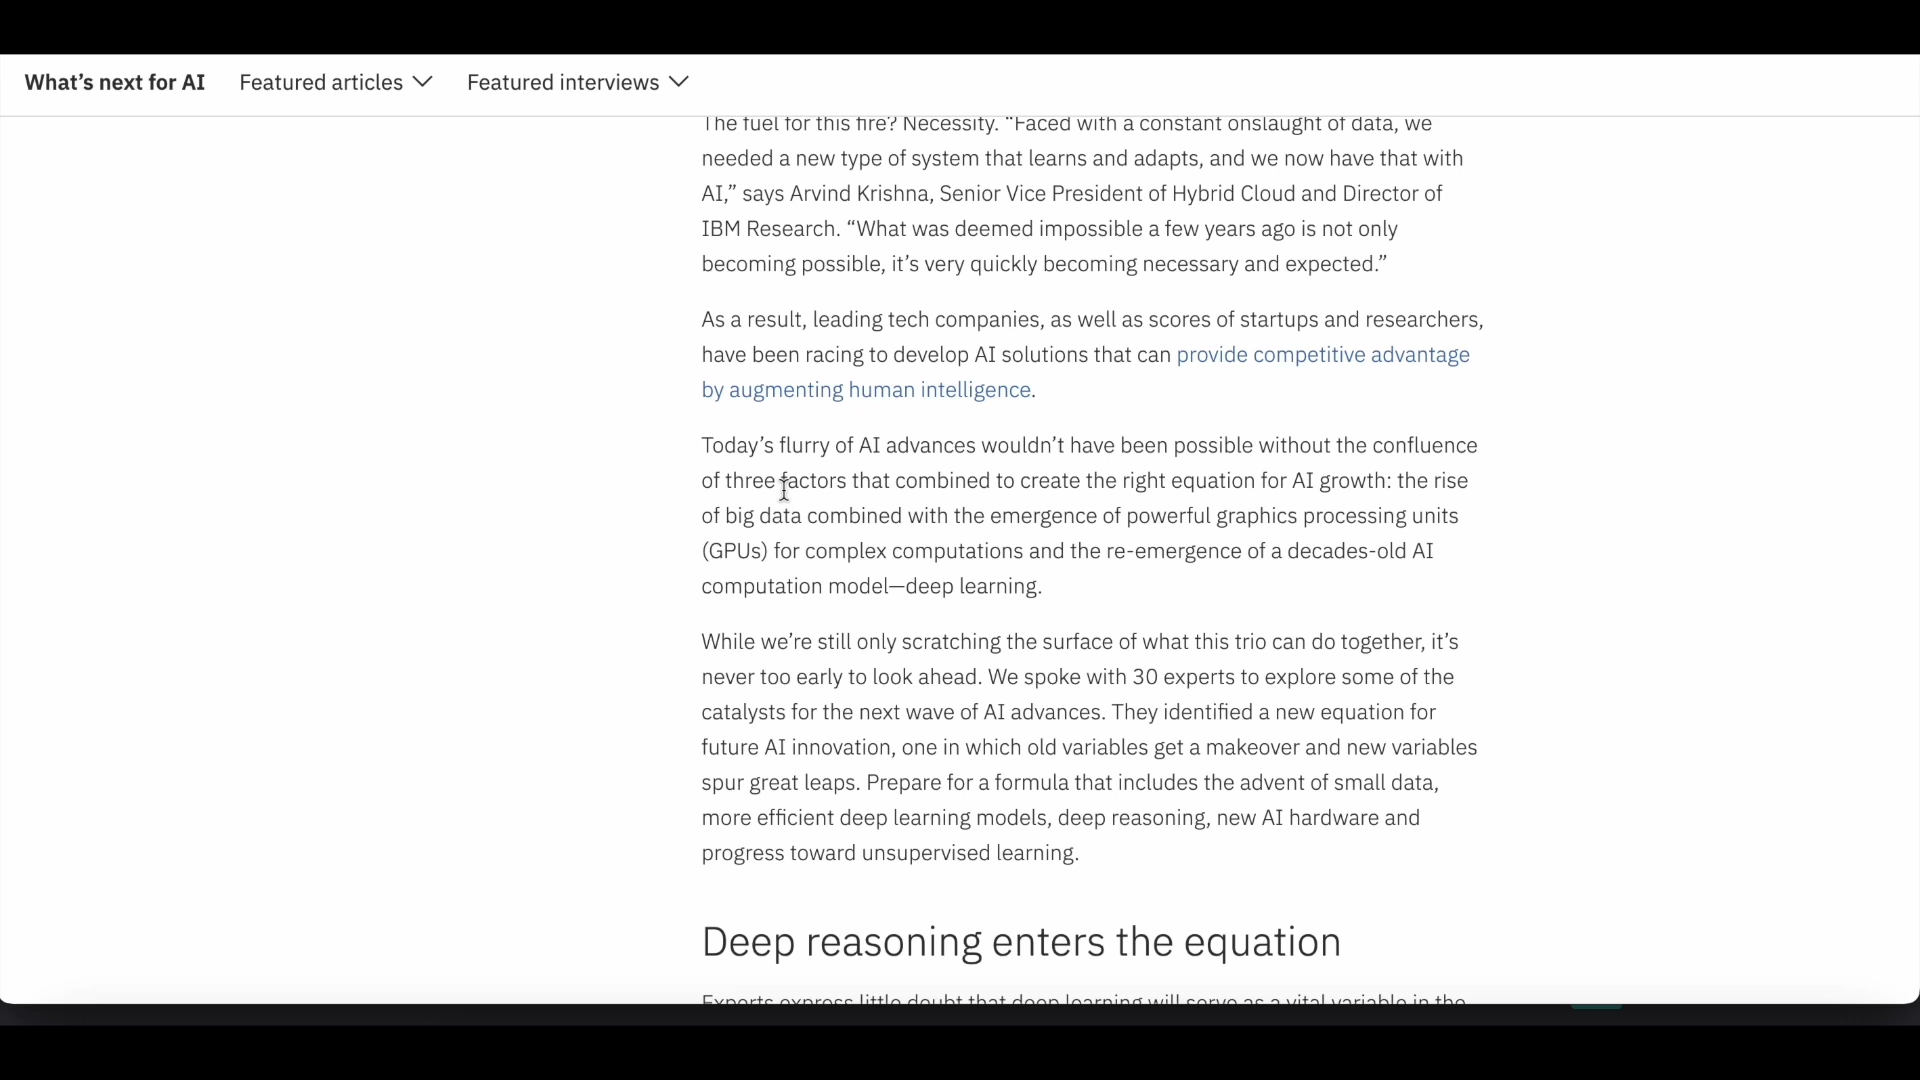 What’s next for AI Featured articles Featured interviews
The fuel for this fire? Necessity. “Faced with a constant onslaught of data, we
needed a new type of system that learns and adapts, and we now have that with
AI,” says Arvind Krishna, Senior Vice President of Hybrid Cloud and Director of
IBM Research. “What was deemed impossible a few years ago is not only
becoming possible, it’s very quickly becoming necessary and expected.”
As a result, leading tech companies, as well as scores of startups and researchers,
have been racing to develop AI solutions that can provide competitive advantage
by augmenting human intelligence.
Today’s flurry of AI advances wouldn’t have been possible without the confluence
of three factors that combined to create the right equation for AI growth: the rise
of big data combined with the emergence of powerful graphics processing units
(GPUs) for complex computations and the re-emergence of a decades-old AI
computation model—deep learning.
While we’re still only scratching the surface of what this trio can do together, it’s
never too early to look ahead. We spoke with 30 experts to explore some of the
catalysts for the next wave of AI advances. They identified a new equation for
future AI innovation, one in which old variables get a makeover and new variables
spur great leaps. Prepare for a formula that includes the advent of small data,
more efficient deep learning models, deep reasoning, new AI hardware and
progress toward unsupervised learning.
Deep reasoning enters the equation
Experts express little doubt that deep learning will serve as a vital variable in the